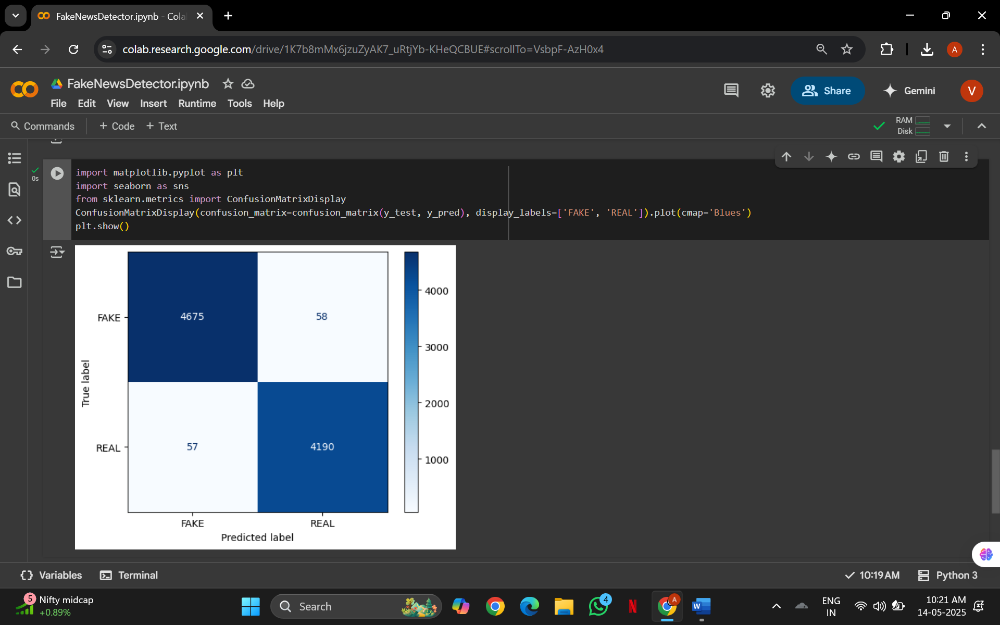 FakeNewsDetector.ipynb - Cola
colab.research.google.com/drive/1K7b8mMx6jzuZyAK7_uRtjYb-KHeQCBUE#scrollTo=VsbpF-AzH0x4
A
FakeNewsDetector.ipynb
File Edit View Insert Runtime Tools Help
Share
Gemini
V
Commands + Code + Text
RAM
Disk
0s
import matplotlib.pyplot as plt
import seaborn as sns
from sklearn.metrics import ConfusionMatrixDisplay
ConfusionMatrixDisplay(confusion_matrix=confusion_matrix(y_test, y_pred), display_labels=['FAKE', 'REAL']).plot(cmap='Blues')
plt.show()
4675 58
57 4190
FAKE
REAL
True label
FAKE REAL
Predicted label
4000
3000
2000
1000
Variables Terminal
10:19 AM Python 3
5
Nifty midcap
+0.89%
Search
4
N
A
W
ENG
IN
10:21 AM
14-05-2025